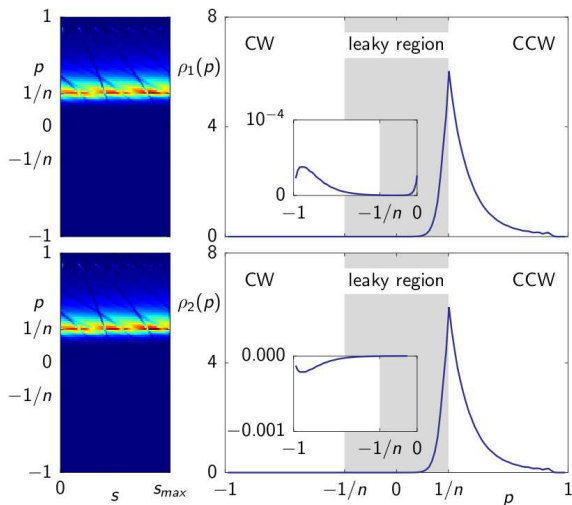 1
p
1/n
0
−1/n
−1
8
ρ₁(p)
4
0
CW
leaky region
CCW
10⁻⁴
0
−1
−1/n
0
1
p
1/n
0
−1/n
−1
0
s
s_max
8
ρ₂(p)
4
0
CW
leaky region
CCW
0.000
−0.001
−1
−1/n
0
−1
−1/n
0
1/n
p
1